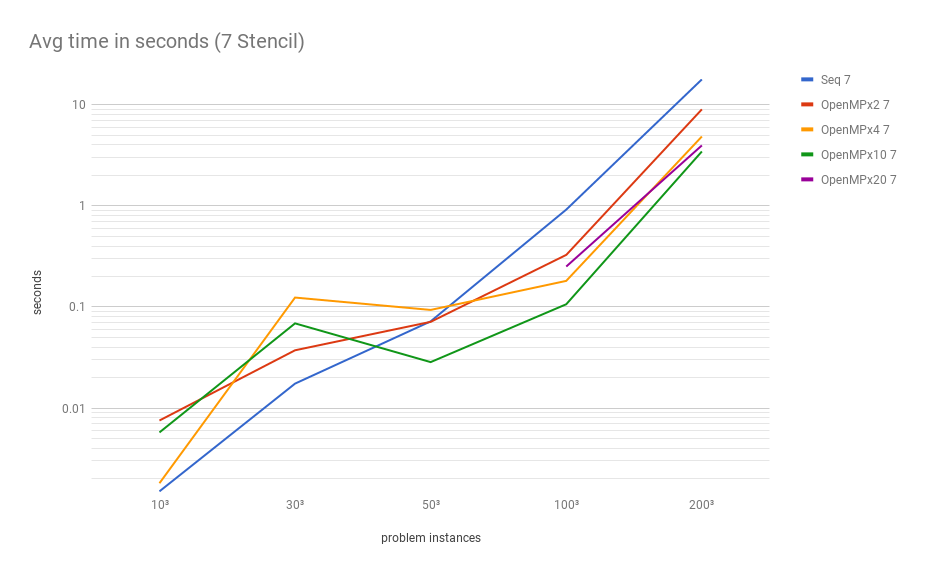 Avg time in seconds (7 Stencil)
Seq 7
OpenMPx2 7
OpenMPx4 7
OpenMPx10 7
OpenMPx20 7
seconds
10
1
0.1
0.01
10³
30³
50³
100³
200³
problem instances